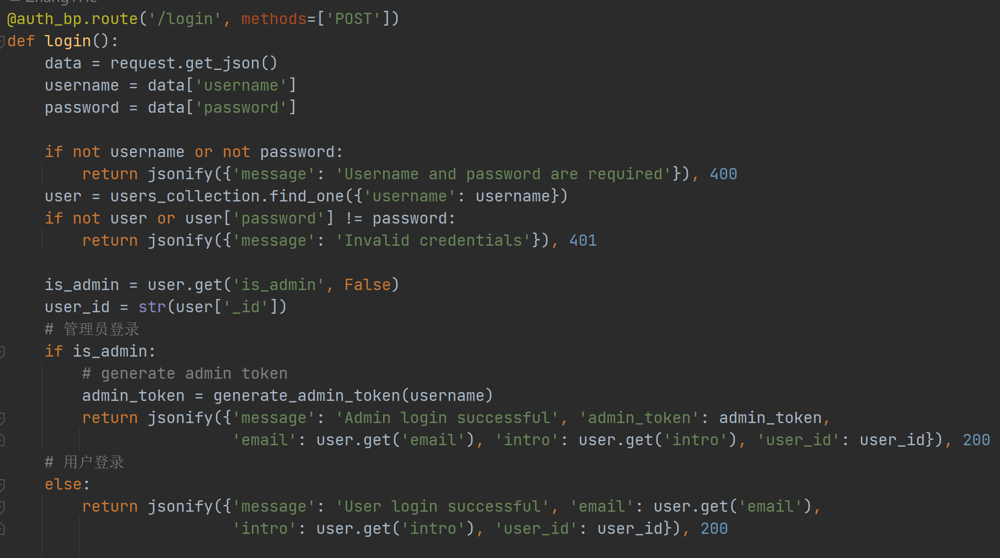 @auth_bp.route('/login', methods=['POST'])
def login():
    data = request.get_json()
    username = data['username']
    password = data['password']

    if not username or not password:
        return jsonify({'message': 'Username and password are required'}), 400
    user = users_collection.find_one({'username': username})
    if not user or user['password'] != password:
        return jsonify({'message': 'Invalid credentials'}), 401

    is_admin = user.get('is_admin', False)
    user_id = str(user['_id'])
    # 管理员登录
    if is_admin:
        # generate admin token
        admin_token = generate_admin_token(username)
        return jsonify({'message': 'Admin login successful', 'admin_token': admin_token,
                        'email': user.get('email'), 'intro': user.get('intro'), 'user_id': user_id}), 200
    # 用户登录
    else:
        return jsonify({'message': 'User login successful', 'email': user.get('email'),
                        'intro': user.get('intro'), 'user_id': user_id}), 200